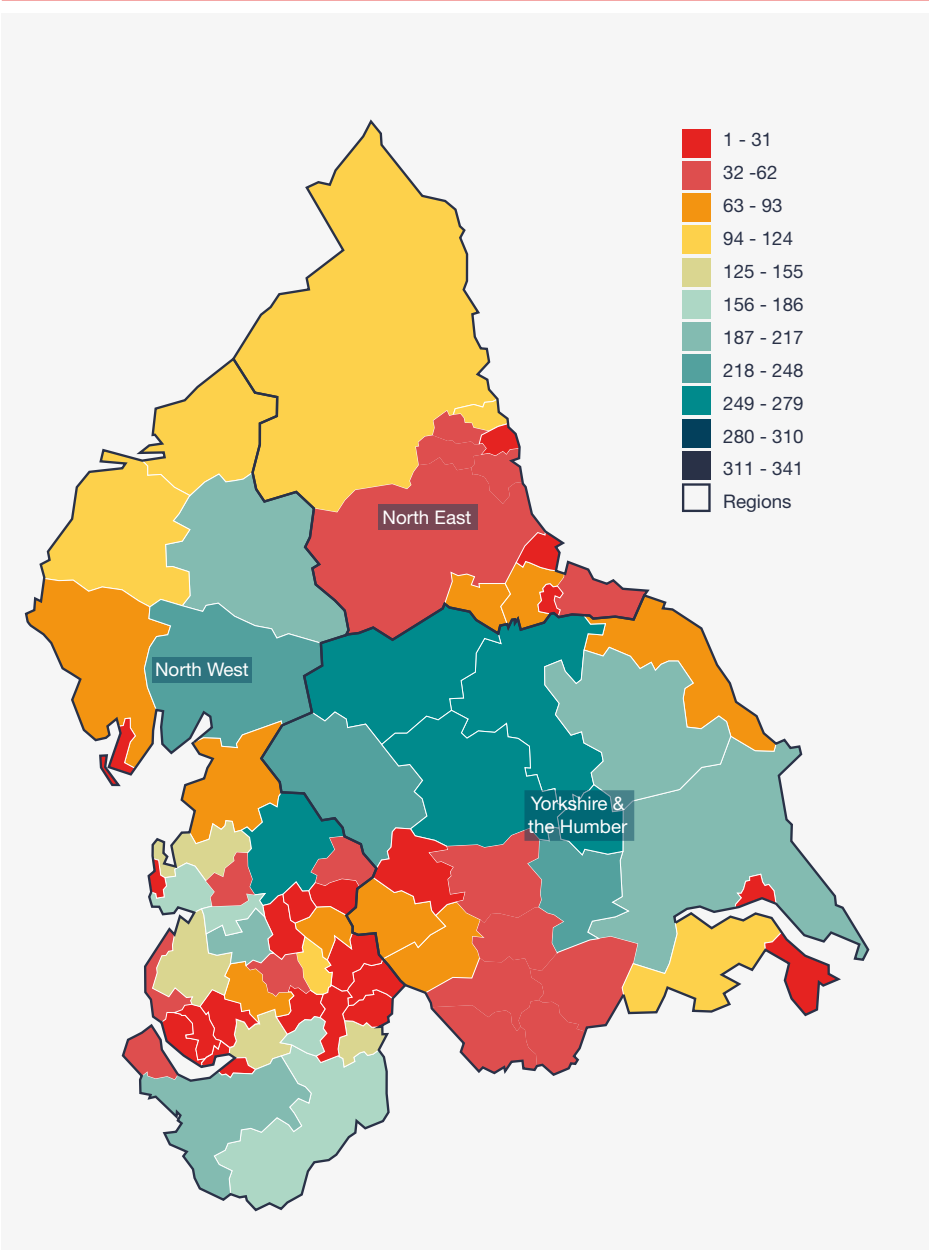 1 - 31
32 -62
63 - 93
94 - 124
125 - 155
156 - 186
187 - 217
218 - 248
249 - 279
280 - 310
311 - 341
Regions
North East
North West
Yorkshire &
the Humber